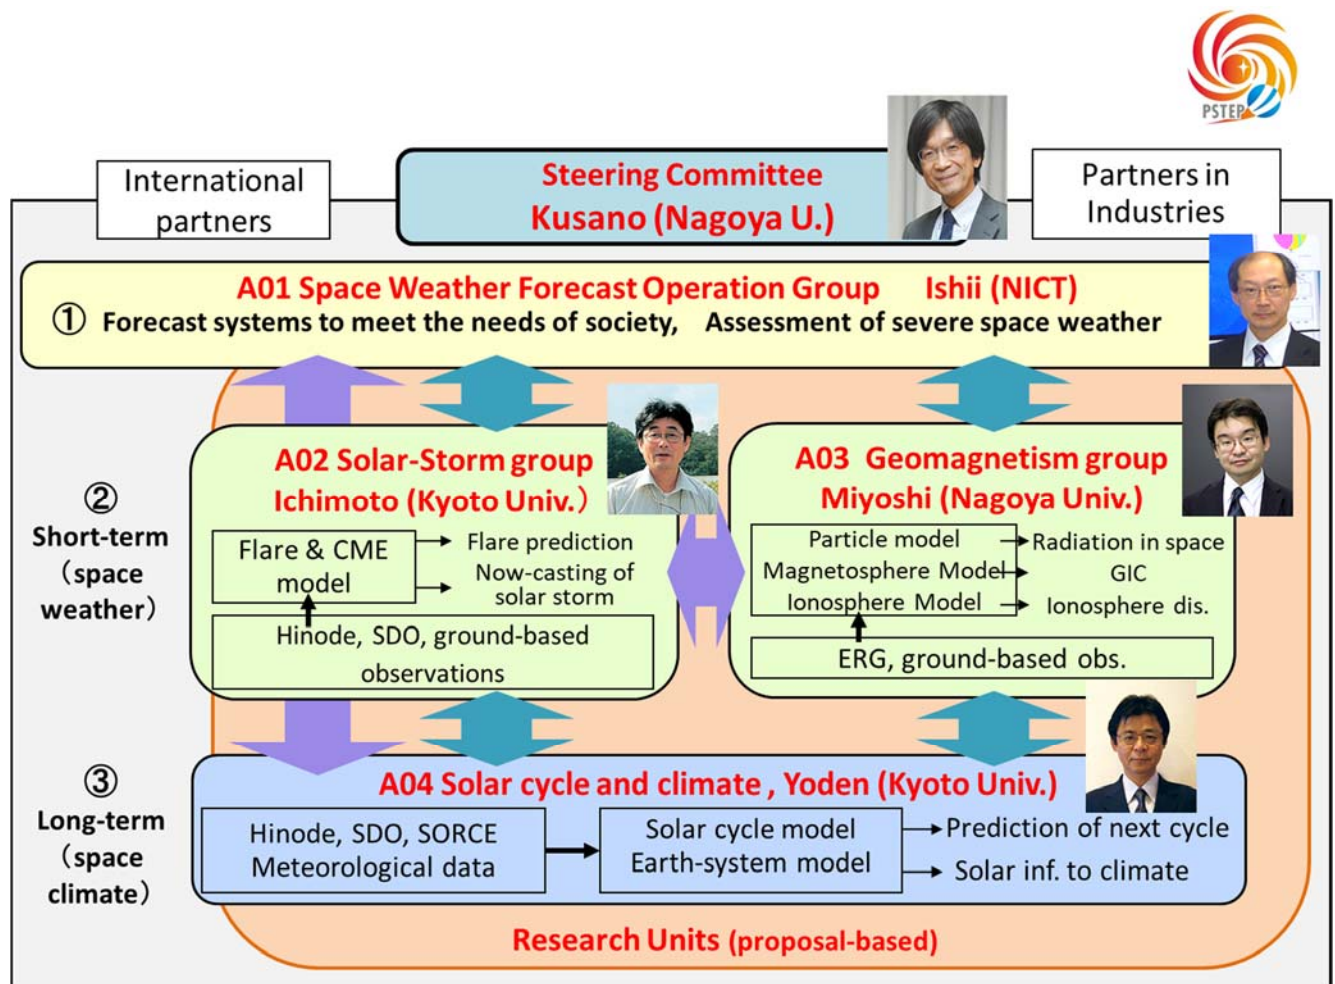 PSTEP
International
partners
Steering Committee
Kusano (Nagoya U.)
Partners in
Industries
A01 Space Weather Forecast Operation Group Ishii (NICT)
① Forecast systems to meet the needs of society, Assessment of severe space weather
②
Short-term
（space
weather）
A02 Solar-Storm group
Ichimoto (Kyoto Univ.）
Flare & CME
model
Flare prediction
Now-casting of
solar storm
Hinode, SDO, ground-based
observations
A03 Geomagnetism group
Miyoshi (Nagoya Univ.)
Particle model
Magnetosphere Model
Ionosphere Model
Radiation in space
GIC
Ionosphere dis.
ERG, ground-based obs.
③
Long-term
（space
climate）
A04 Solar cycle and climate , Yoden (Kyoto Univ.)
Hinode, SDO, SORCE
Meteorological data
Solar cycle model
Earth-system model
Prediction of next cycle
Solar inf. to climate
Research Units (proposal-based)